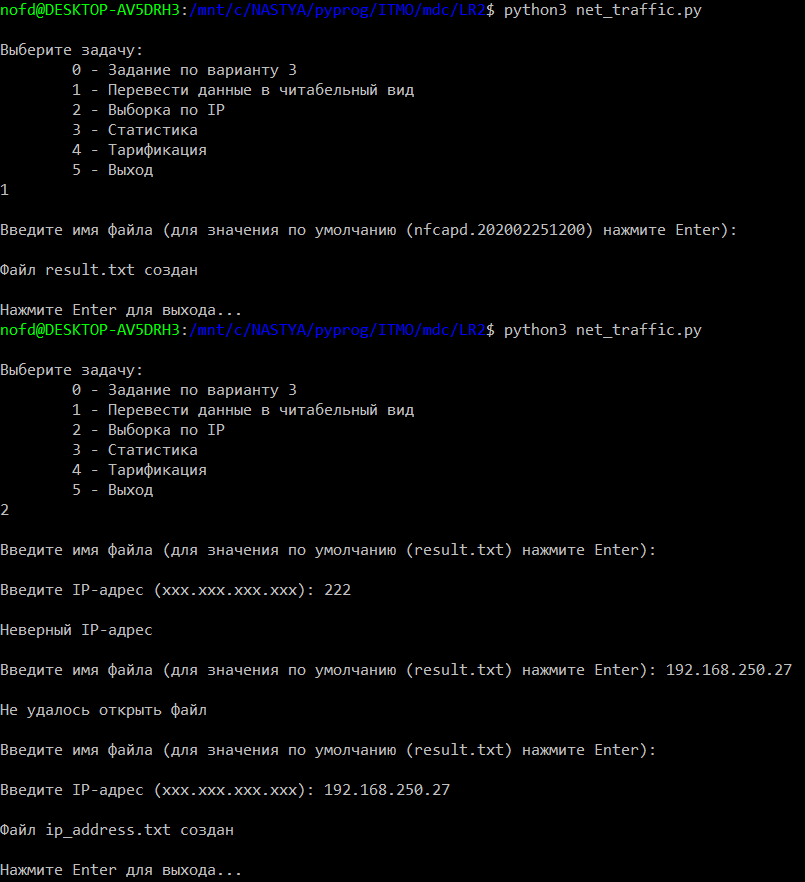 nofd@DESKTOP-AV5DRH3:/mnt/c/NASTYA/pyprog/ITMO/mdc/LR2$ python3 net_traffic.py
Выберите задачу:
0 - Задание по варианту 3
1 - Перевести данные в читабельный вид
2 - Выборка по IP
3 - Статистика
4 - Тарификация
5 - Выход
1
Введите имя файла (для значения по умолчанию (nfcapd.202002251200) нажмите Enter):
Файл result.txt создан
Нажмите Enter для выхода...
nofd@DESKTOP-AV5DRH3:/mnt/c/NASTYA/pyprog/ITMO/mdc/LR2$ python3 net_traffic.py
Выберите задачу:
0 - Задание по варианту 3
1 - Перевести данные в читабельный вид
2 - Выборка по IP
3 - Статистика
4 - Тарификация
5 - Выход
2
Введите имя файла (для значения по умолчанию (result.txt) нажмите Enter):
Введите IP-адрес (xxx.xxx.xxx.xxx): 222
Неверный IP-адрес
Введите имя файла (для значения по умолчанию (result.txt) нажмите Enter): 192.168.250.27
Не удалось открыть файл
Введите имя файла (для значения по умолчанию (result.txt) нажмите Enter):
Введите IP-адрес (xxx.xxx.xxx.xxx): 192.168.250.27
Файл ip_address.txt создан
Нажмите Enter для выхода...